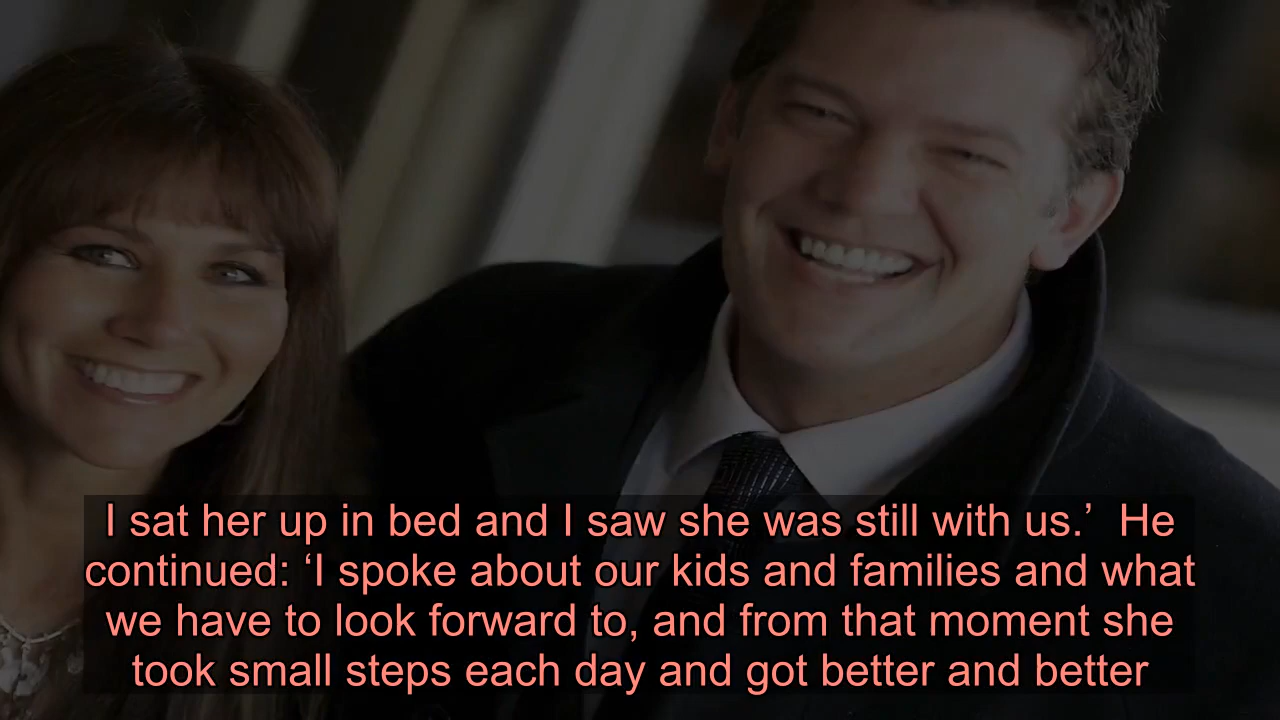 I sat her up in bed and I saw she was still with us.’  He
continued: ‘I spoke about our kids and families and what
we have to look forward to, and from that moment she
took small steps each day and got better and better